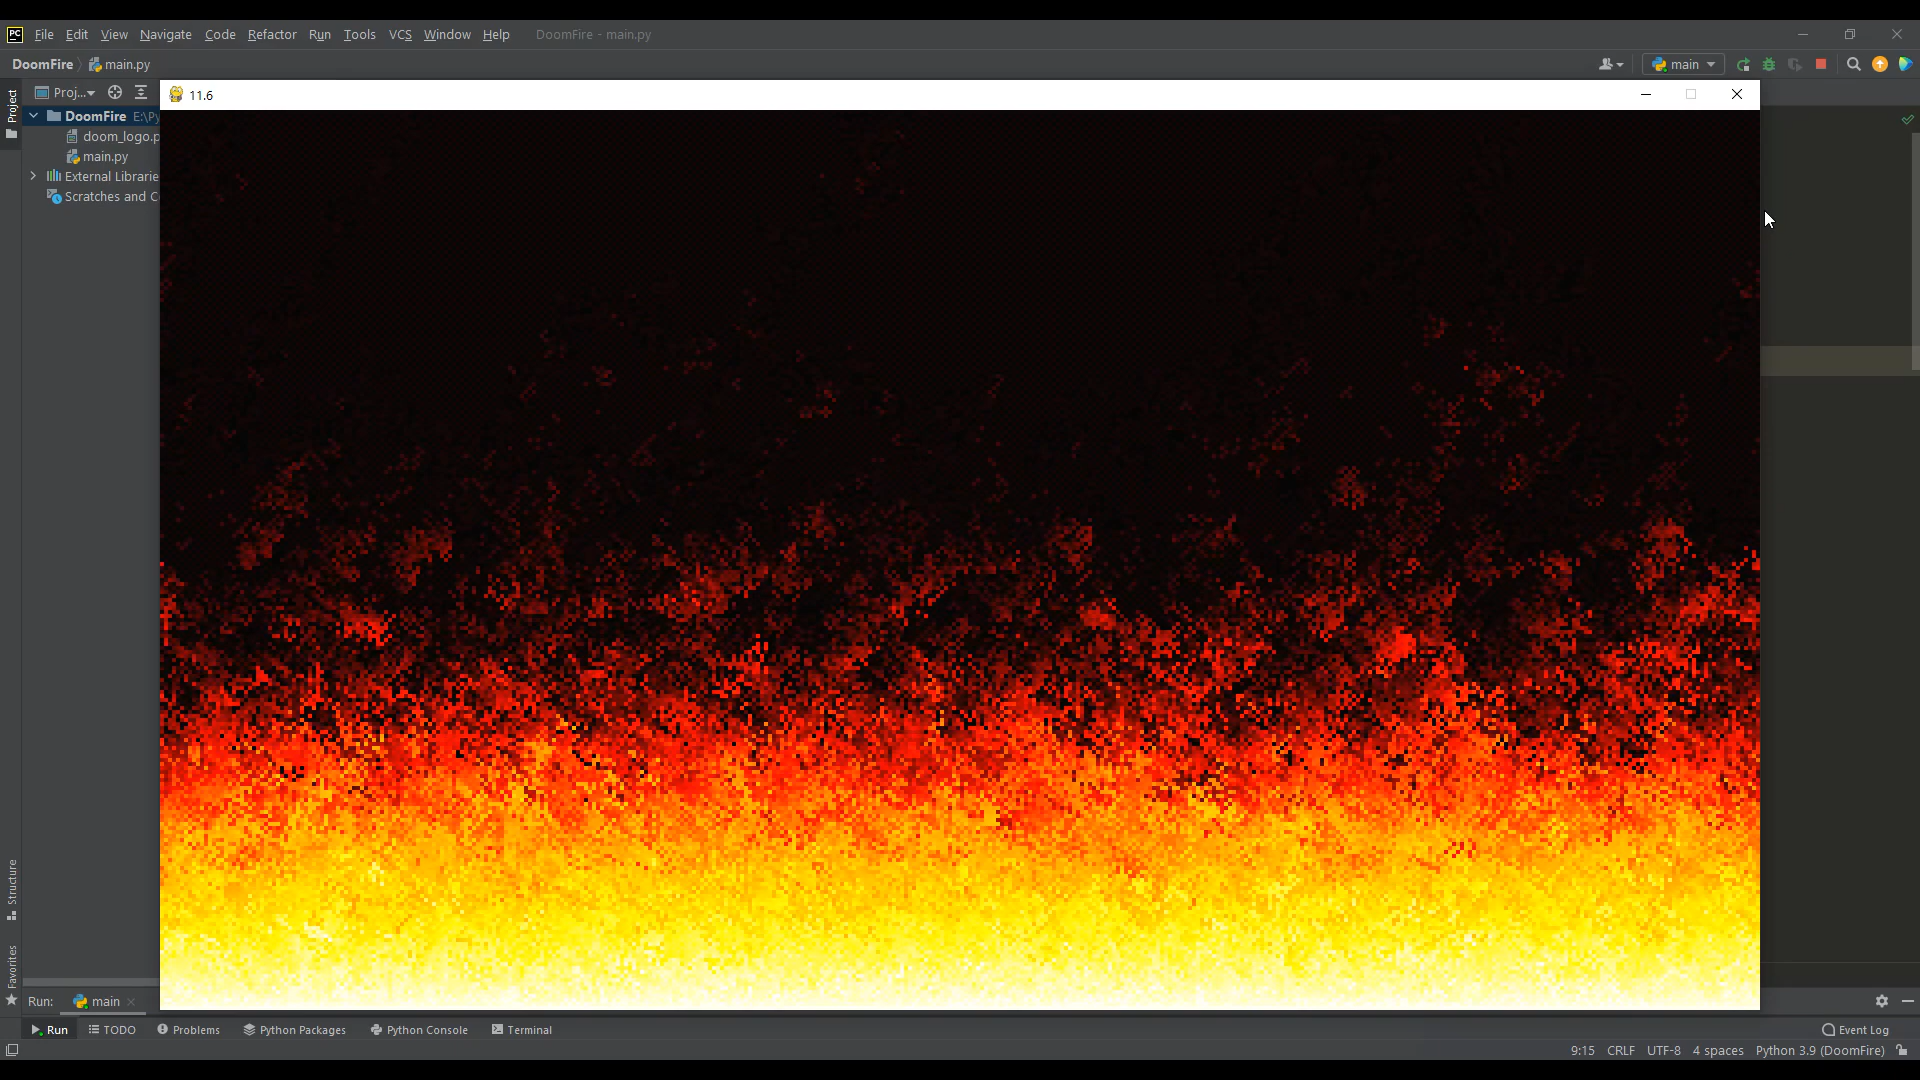 PC File Edit View Navigate Code Refactor Run Tools VCS Window Help DoomFire - main.py
DoomFire main.py main
Project Proj... 11.6
DoomFire E:\Py
doom_logo.p
main.py
External Librarie
Scratches and C
Structure
Favorites
Run: main
Run TODO Problems Python Packages Python Console Terminal Event Log
9:15 CRLF UTF-8 4 spaces Python 3.9 (DoomFire)